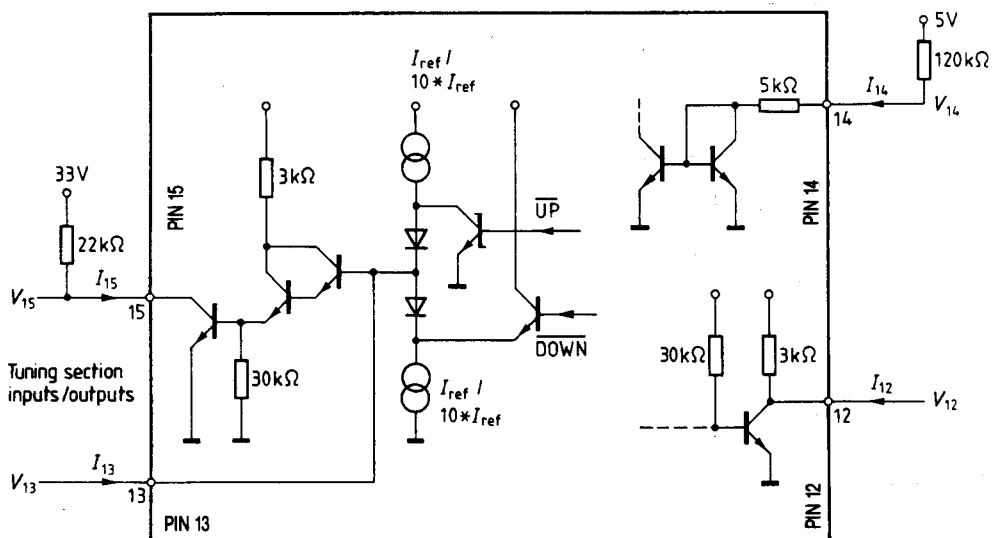 I_ref /
10 * I_ref
5V
120kΩ
5kΩ
I_14
14
V_14
PIN 15
PIN 14
3kΩ
33V
UP
22kΩ
V_15
I_15
15
DOWN
30kΩ
30kΩ
3kΩ
Tuning section
inputs/outputs
I_ref /
10 * I_ref
I_12
12
V_12
V_13
I_13
13
PIN 13
PIN 12